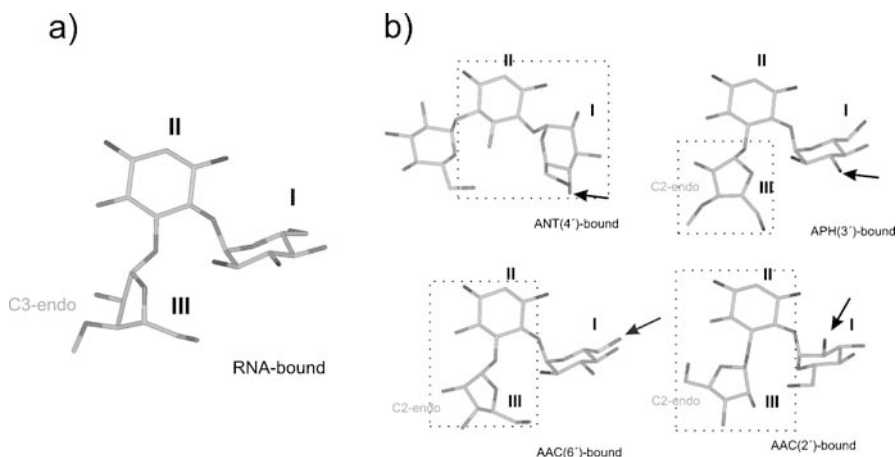 a)
II
I
C3-endo
III
RNA-bound
b)
II
I
ANT(4´)-bound
II
I
C2-endo
III
APH(3´)-bound
II
I
C2-endo
III
AAC(6´)-bound
II
I
C2-endo
III
AAC(2´)-bound